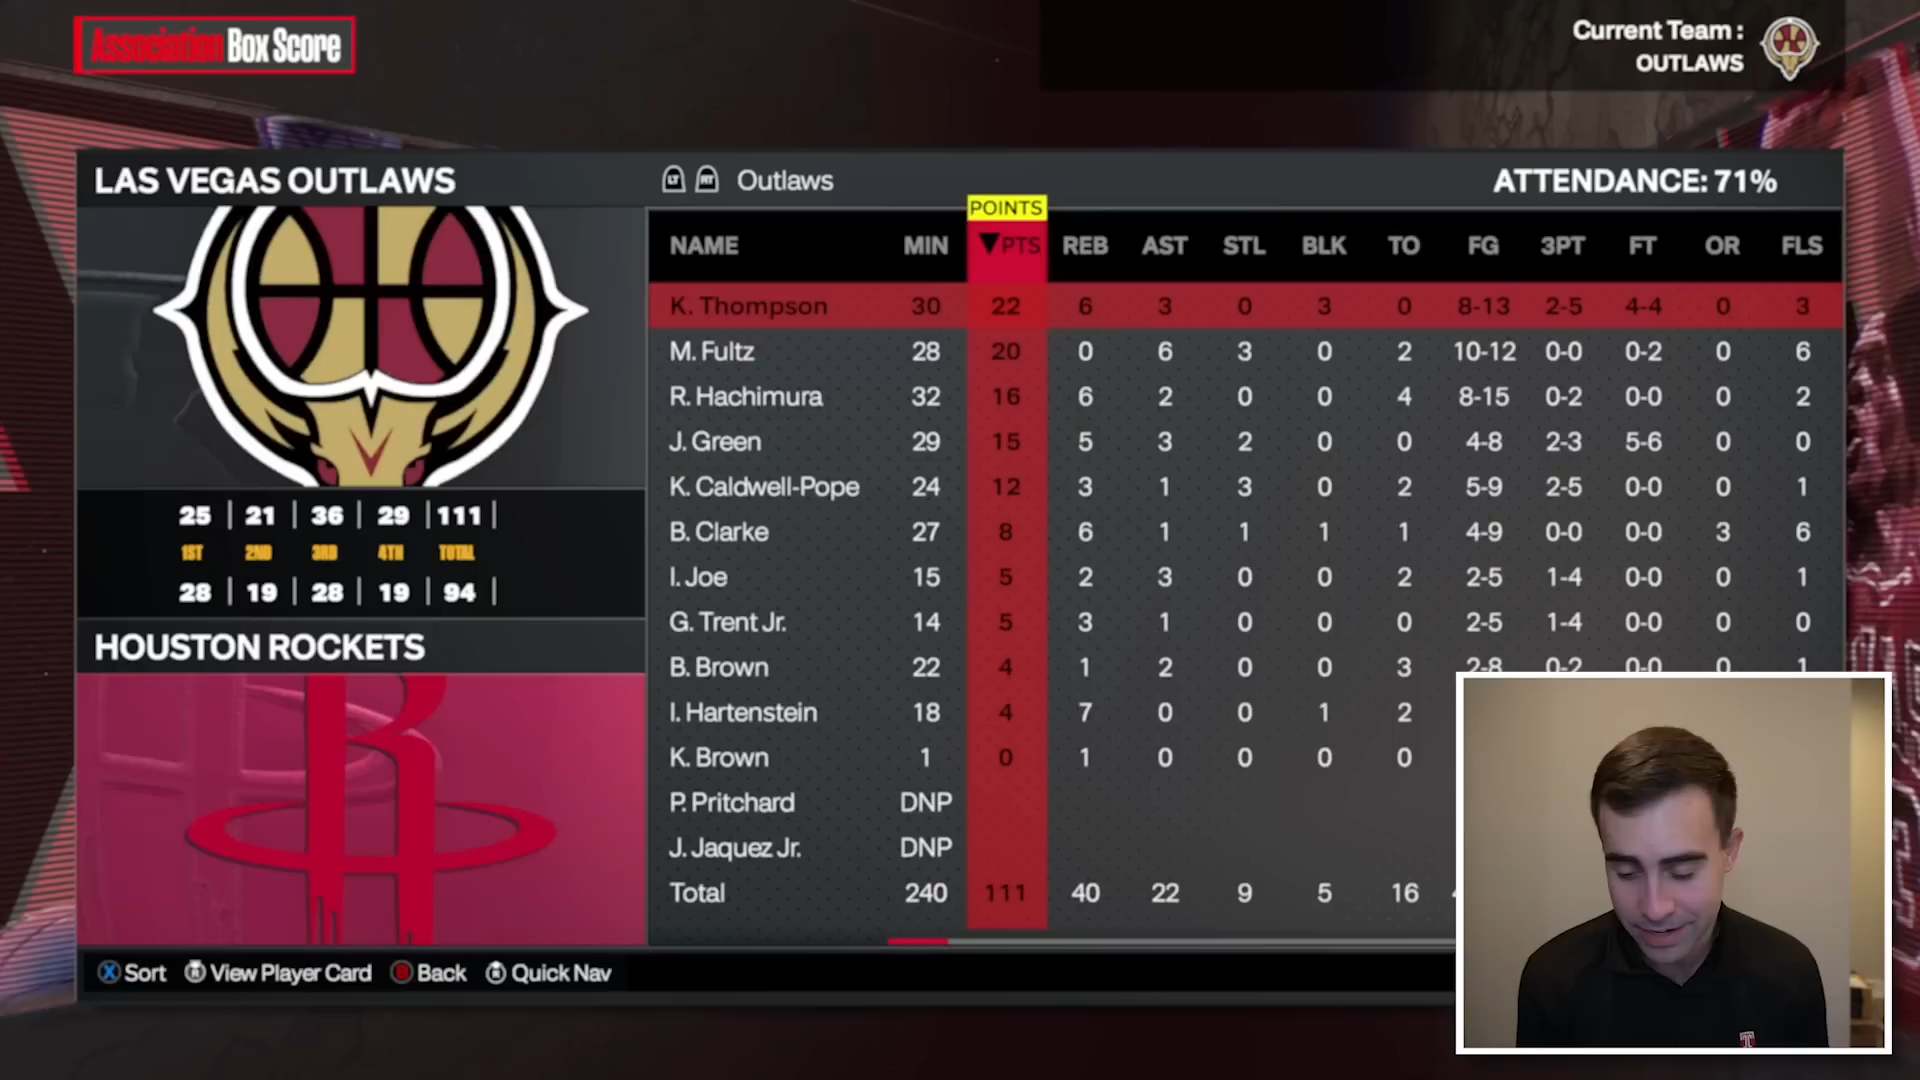 Association Box Score
Current Team :
OUTLAWS
LAS VEGAS OUTLAWS
LT RT Outlaws
ATTENDANCE: 71%
POINTS
NAME MIN ▼PTS REB AST STL BLK TO FG 3PT FT OR FLS
K. Thompson 30 22 6 3 0 3 0 8-13 2-5 4-4 0 3
M. Fultz 28 20 0 6 3 0 2 10-12 0-0 0-2 0 6
R. Hachimura 32 16 6 2 0 0 4 8-15 0-2 0-0 0 2
J. Green 29 15 5 3 2 0 0 4-8 2-3 5-6 0 0
K. Caldwell-Pope 24 12 3 1 3 0 2 5-9 2-5 0-0 0 1
B. Clarke 27 8 6 1 1 1 1 4-9 0-0 0-0 3 6
I. Joe 15 5 2 3 0 0 2 2-5 1-4 0-0 0 1
G. Trent Jr. 14 5 3 1 0 0 0 2-5 1-4 0-0 0 0
B. Brown 22 4 1 2 0 0 3 2-8 0-2 0-0 0 1
I. Hartenstein 18 4 7 0 0 1 2
K. Brown 1 0 1 0 0 0 0
P. Pritchard DNP
J. Jaquez Jr. DNP
Total 240 111 40 22 9 5 16
25 | 21 | 36 | 29 | 111 |
1ST 2ND 3RD 4TH TOTAL
28 | 19 | 28 | 19 | 94 |
HOUSTON ROCKETS
R
X Sort View Player Card B Back Quick Nav